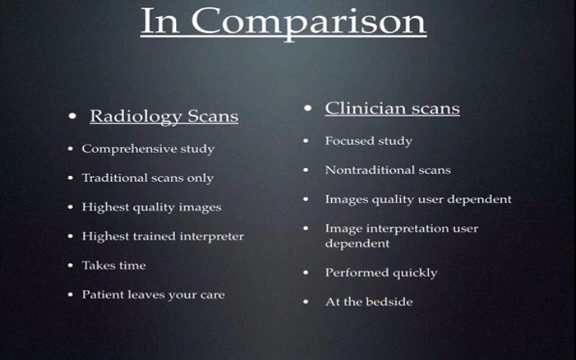 In Comparison
• Radiology Scans
• Comprehensive study
• Traditional scans only
• Highest quality images
• Highest trained interpreter
• Takes time
• Patient leaves your care
• Clinician scans
• Focused study
• Nontraditional scans
• Images quality user dependent
• Image interpretation user
dependent
• Performed quickly
• At the bedside